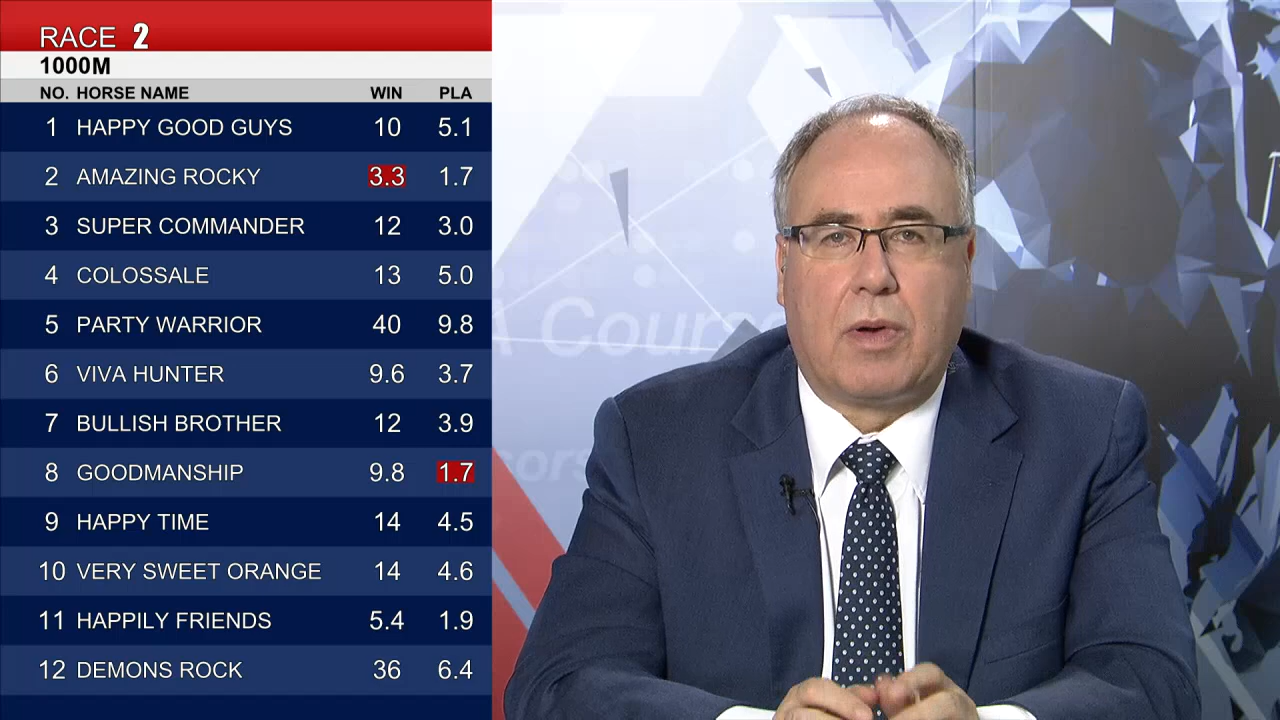 RACE 2
1000M
NO. HORSE NAME WIN PLA
1 HAPPY GOOD GUYS 10 5.1
2 AMAZING ROCKY 3.3 1.7
3 SUPER COMMANDER 12 3.0
4 COLOSSALE 13 5.0
5 PARTY WARRIOR 40 9.8
6 VIVA HUNTER 9.6 3.7
7 BULLISH BROTHER 12 3.9
8 GOODMANSHIP 9.8 1.7
9 HAPPY TIME 14 4.5
10 VERY SWEET ORANGE 14 4.6
11 HAPPILY FRIENDS 5.4 1.9
12 DEMONS ROCK 36 6.4